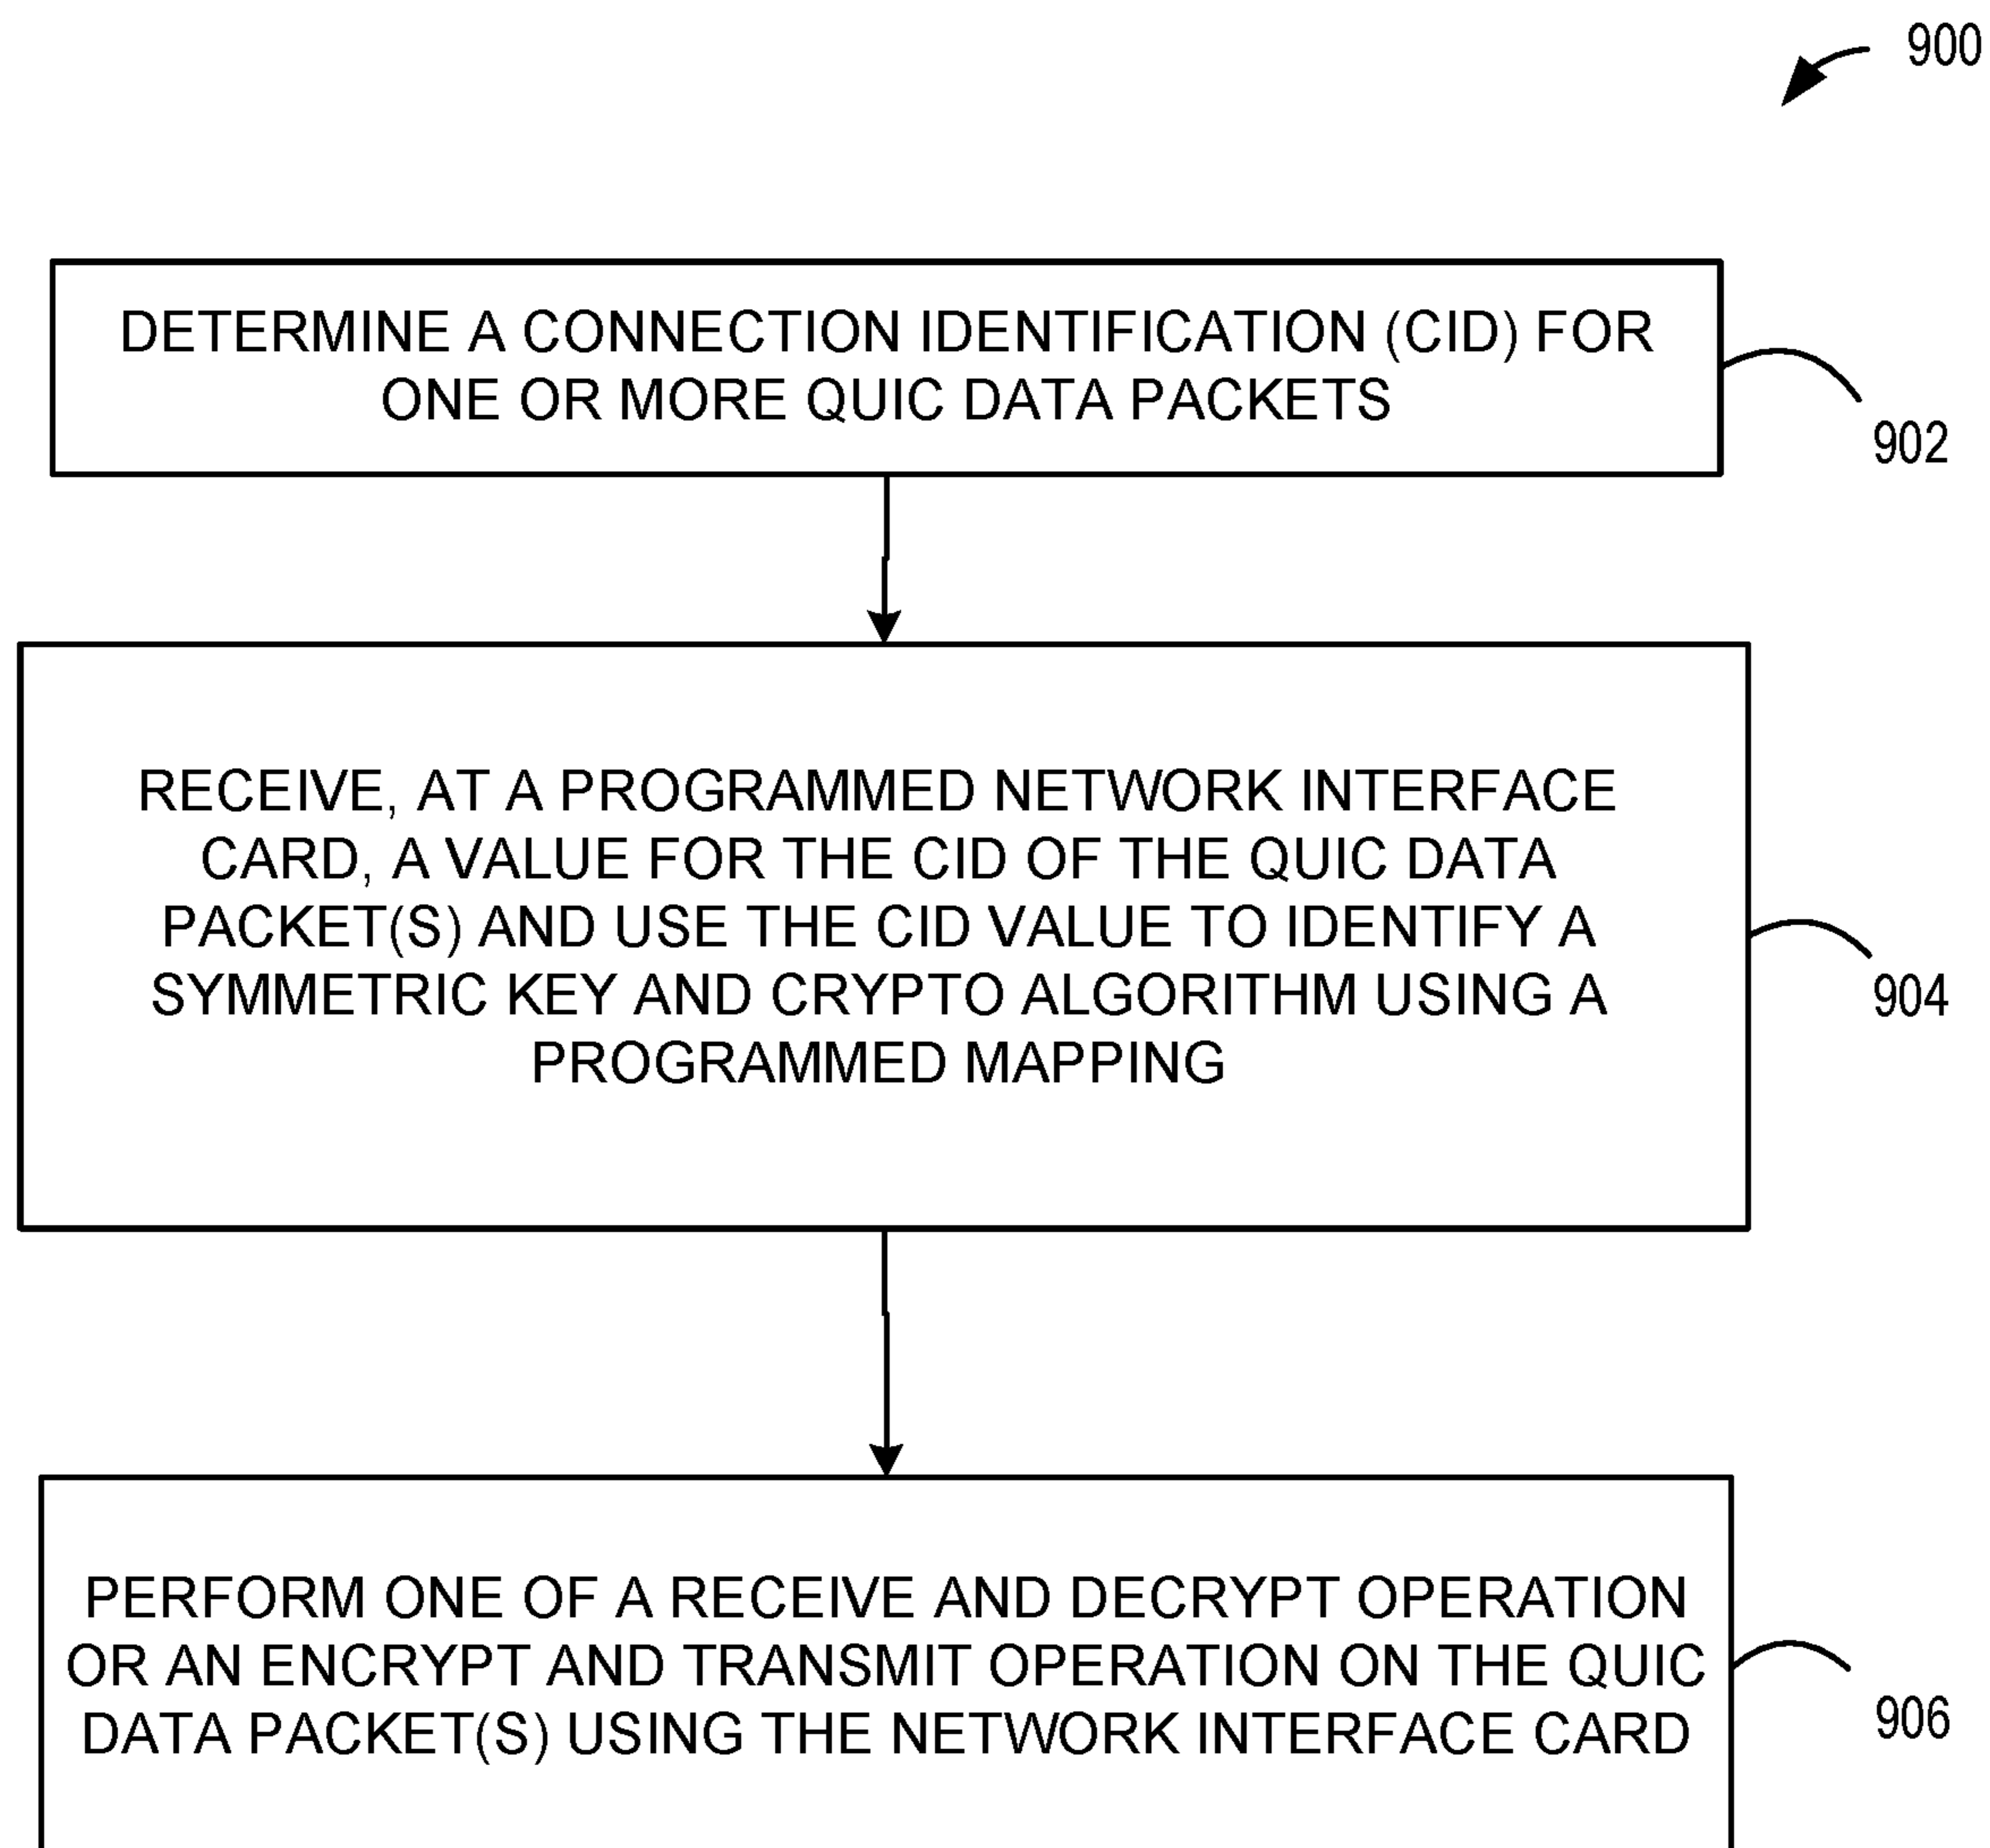 900
DETERMINE A CONNECTION IDENTIFICATION (CID) FOR
ONE OR MORE QUIC DATA PACKETS
902
RECEIVE, AT A PROGRAMMED NETWORK INTERFACE
CARD, A VALUE FOR THE CID OF THE QUIC DATA
PACKET(S) AND USE THE CID VALUE TO IDENTIFY A
SYMMETRIC KEY AND CRYPTO ALGORITHM USING A
PROGRAMMED MAPPING
904
PERFORM ONE OF A RECEIVE AND DECRYPT OPERATION
OR AN ENCRYPT AND TRANSMIT OPERATION ON THE QUIC
DATA PACKET(S) USING THE NETWORK INTERFACE CARD
906